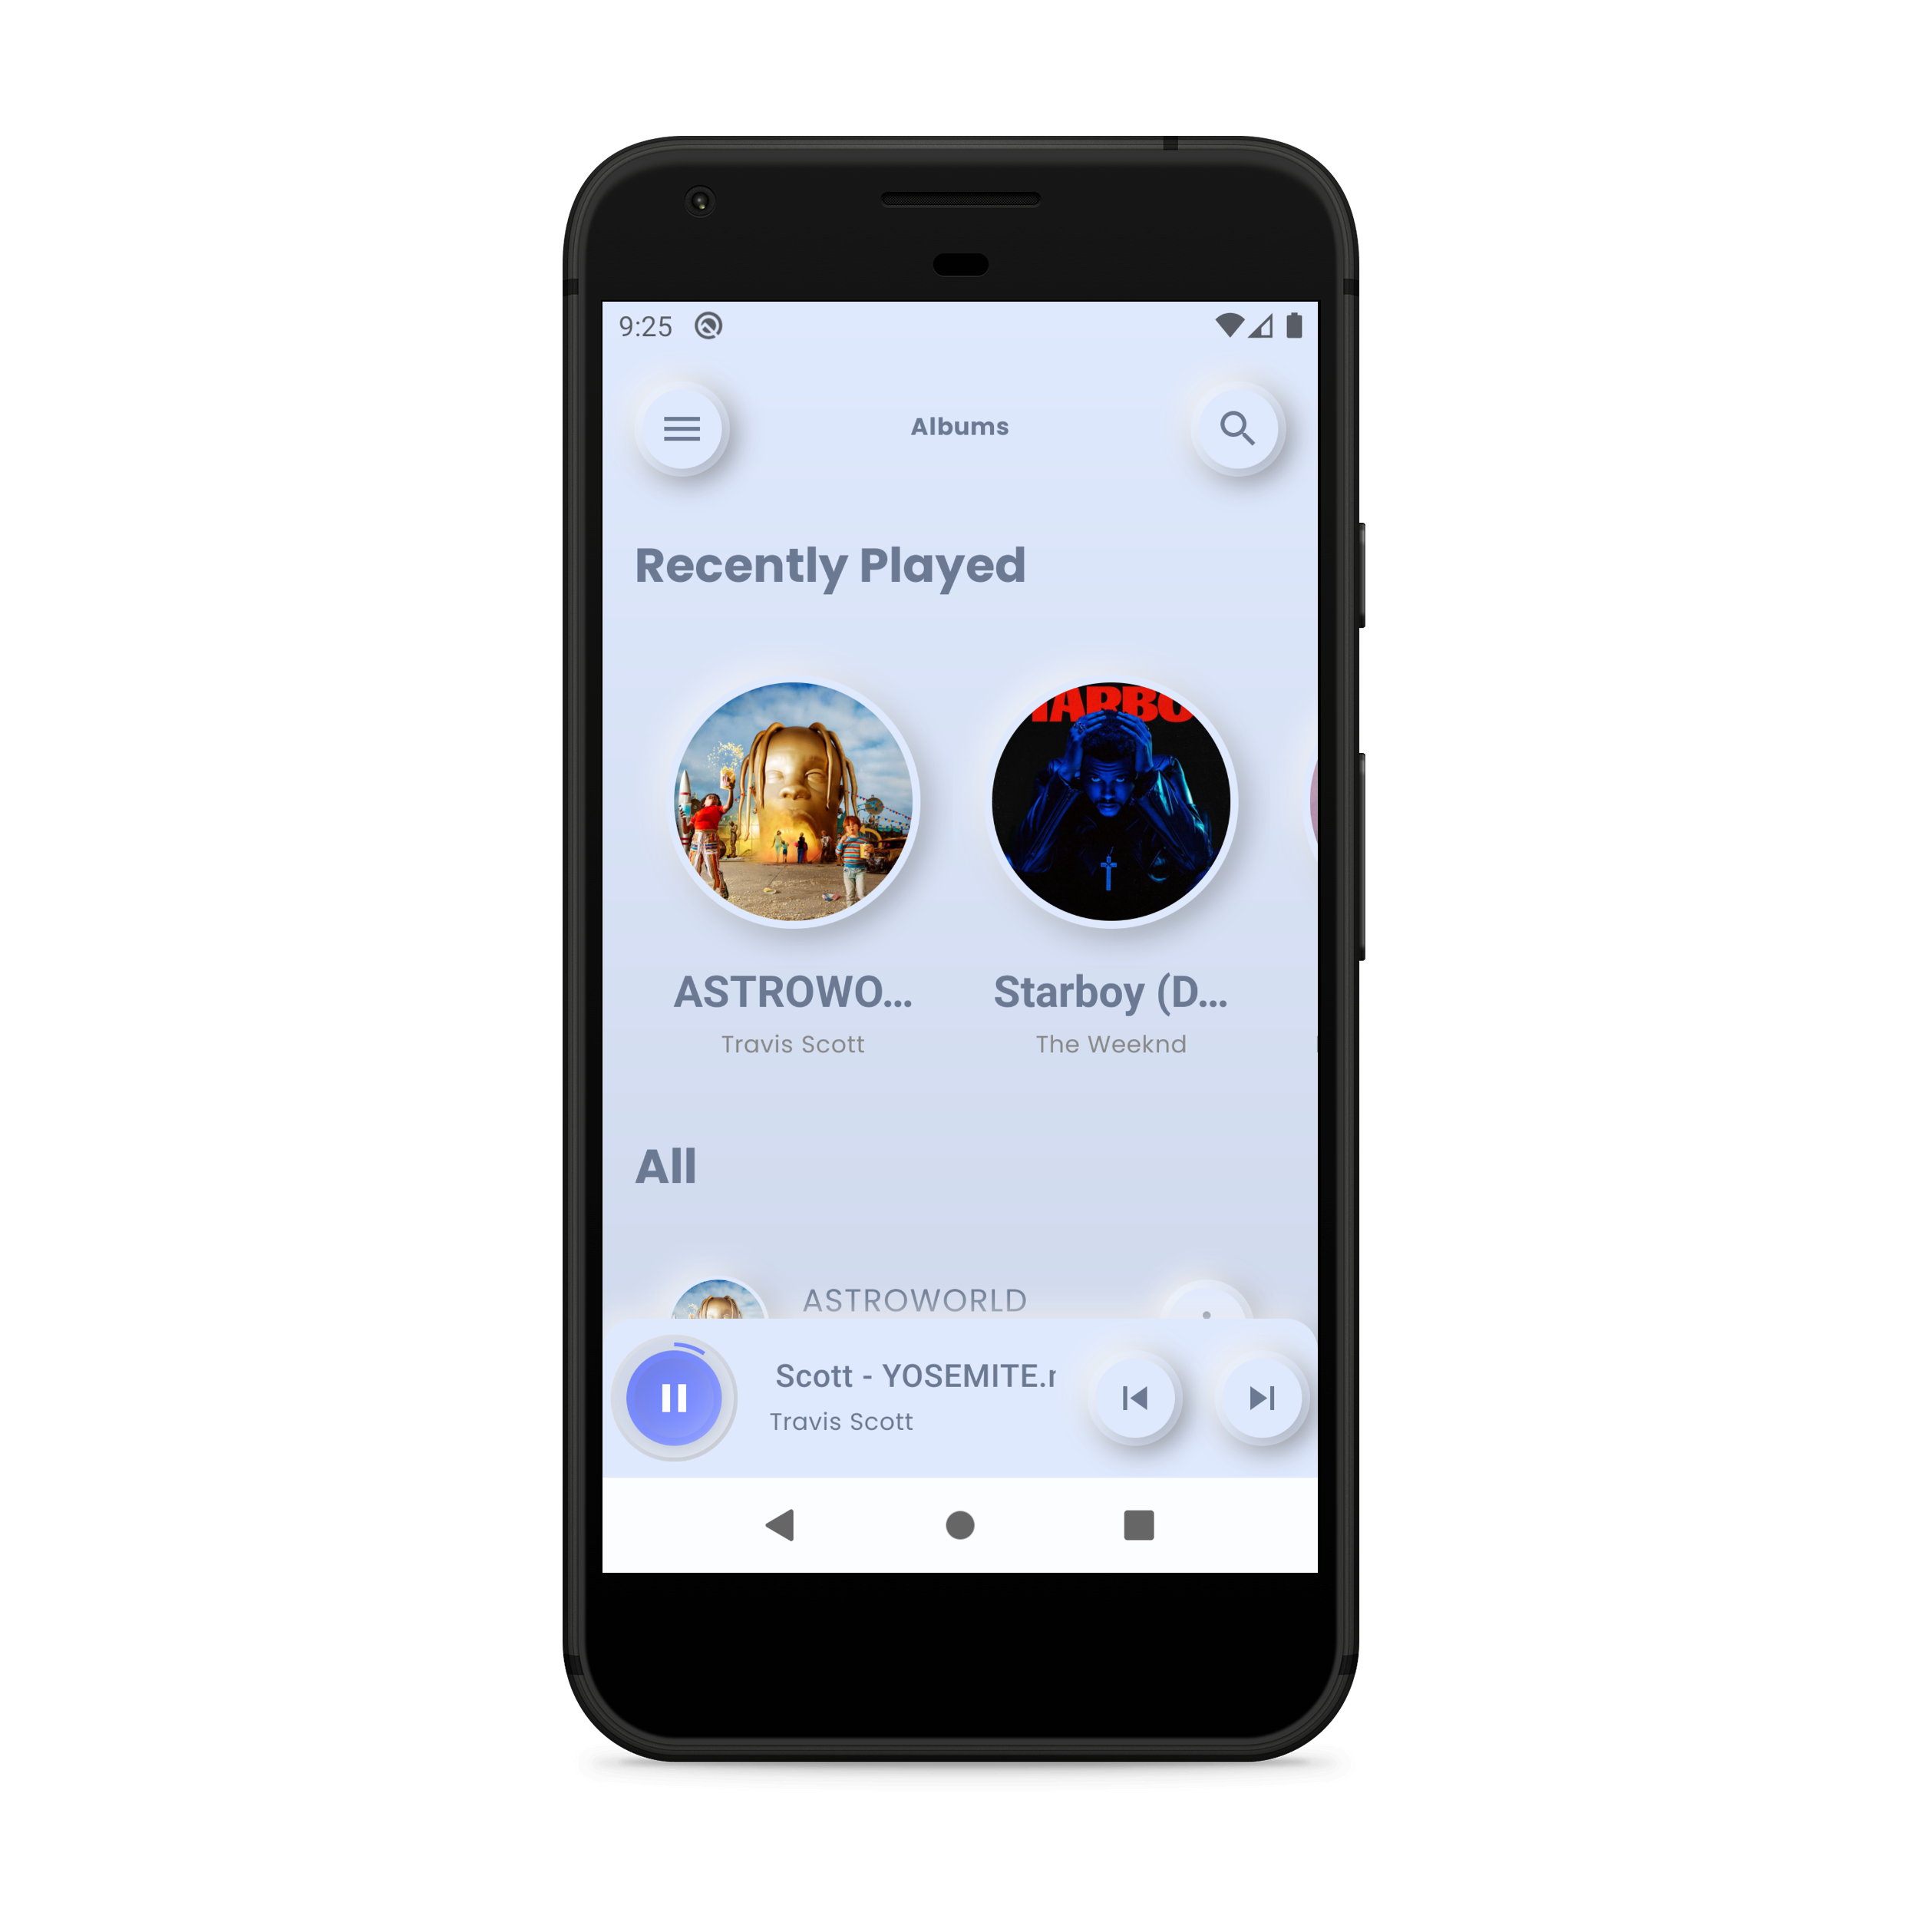 9:25
Albums
Recently Played
ARBO
ASTROWO...
Starboy (D...
Travis Scott
The Weeknd
All
ASTROWORLD
Scott - YOSEMITE.
Travis Scott